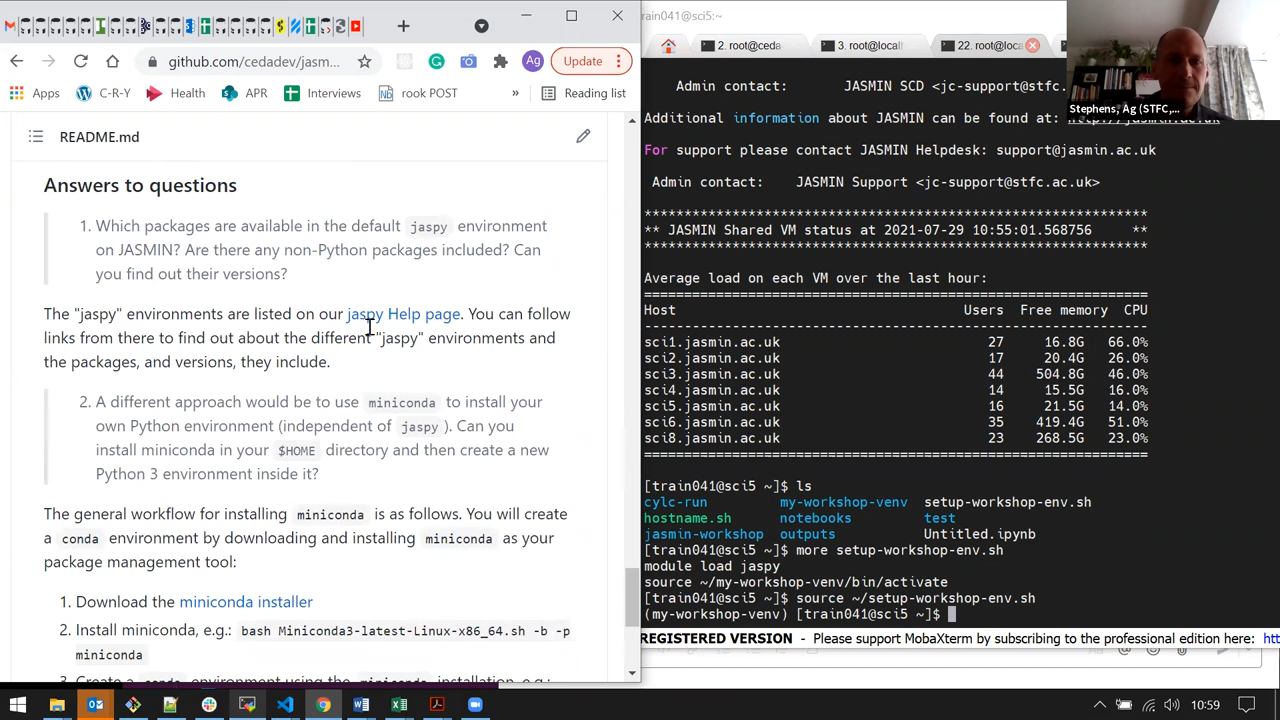 github.com/cedadev/jasm...
Update
Apps
C-R-Y
Health
APR
Interviews
rook POST
»
Reading list
README.md
Answers to questions
1. Which packages are available in the default jaspy environment
on JASMIN? Are there any non-Python packages included? Can
you find out their versions?
The "jaspy" environments are listed on our jaspy Help page. You can follow
links from there to find out about the different "jaspy" environments and
the packages, and versions, they include.
2. A different approach would be to use miniconda to install your
own Python environment (independent of jaspy ). Can you
install miniconda in your $HOME directory and then create a new
Python 3 environment inside it?
The general workflow for installing miniconda is as follows. You will create
a conda environment by downloading and installing miniconda as your
package management tool:
1. Download the miniconda installer
2. Install miniconda, e.g.: bash Miniconda3-latest-Linux-x86_64.sh -b -p
miniconda
3. Create a conda environment using the miniconda installation, e.g.:
train041@sci5:~
2. root@ceda
3. root@local
22. root@loca
Stephens, Ag (STFC,...
Admin contact: JASMIN SCD <jc-support@stfc.
Additional information about JASMIN can be found at: http://jasmin.ac.uk
For support please contact JASMIN Helpdesk: support@jasmin.ac.uk
Admin contact: JASMIN Support <jc-support@stfc.ac.uk>
***************************************************************
** JASMIN Shared VM status at 2021-07-29 10:55:01.568756 **
***************************************************************
Average load on each VM over the last hour:
===============================================================
Host Users Free memory CPU
---------------------------------------------------------------
sci1.jasmin.ac.uk 27 16.8G 66.0%
sci2.jasmin.ac.uk 17 20.4G 26.0%
sci3.jasmin.ac.uk 44 504.8G 46.0%
sci4.jasmin.ac.uk 14 15.5G 16.0%
sci5.jasmin.ac.uk 16 21.5G 14.0%
sci6.jasmin.ac.uk 35 419.4G 51.0%
sci8.jasmin.ac.uk 23 268.5G 23.0%
===============================================================
[train041@sci5 ~]$ ls
cylc-run my-workshop-venv setup-workshop-env.sh
hostname.sh notebooks test
jasmin-workshop outputs Untitled.ipynb
[train041@sci5 ~]$ more setup-workshop-env.sh
module load jaspy
source ~/my-workshop-venv/bin/activate
[train041@sci5 ~]$ source ~/setup-workshop-env.sh
(my-workshop-venv) [train041@sci5 ~]$
REGISTERED VERSION - Please support MobaXterm by subscribing to the professional edition here: htt
10:59